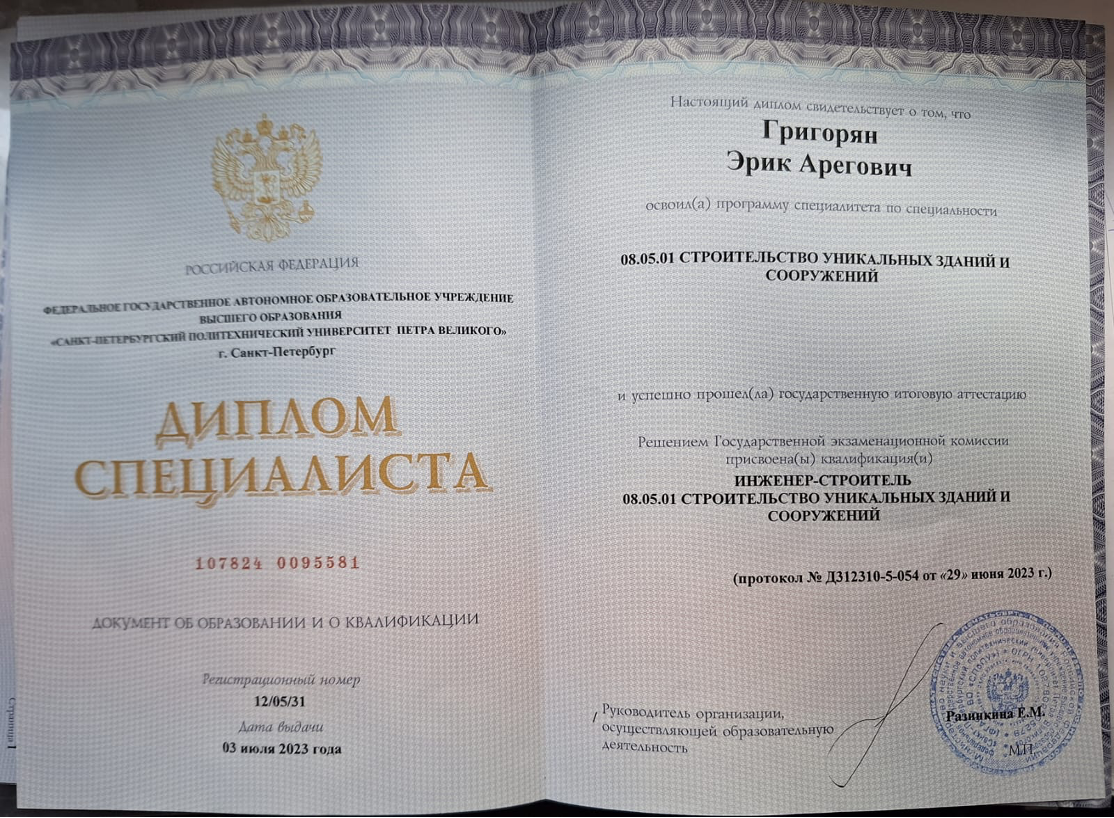 РОССИЙСКАЯ ФЕДЕРАЦИЯ
ФЕДЕРАЛЬНОЕ ГОСУДАРСТВЕННОЕ АВТОНОМНОЕ ОБРАЗОВАТЕЛЬНОЕ УЧРЕЖДЕНИЕ
ВЫСШЕГО ОБРАЗОВАНИЯ
«САНКТ-ПЕТЕРБУРГСКИЙ ПОЛИТЕХНИЧЕСКИЙ УНИВЕРСИТЕТ ПЕТРА ВЕЛИКОГО»
г. Санкт-Петербург
ДИПЛОМ
СПЕЦИАЛИСТА
107824 0095581
ДОКУМЕНТ ОБ ОБРАЗОВАНИИ И О КВАЛИФИКАЦИИ
Регистрационный номер
12/05/31
Дата выдачи
03 июля 2023 года
Страница 1
Настоящий диплом свидетельствует о том, что
Григорян
Эрик Арегович
освоил(а) программу специалитета по специальности
08.05.01 СТРОИТЕЛЬСТВО УНИКАЛЬНЫХ ЗДАНИЙ И
СООРУЖЕНИЙ
и успешно прошел(ла) государственную итоговую аттестацию
Решением Государственной экзаменационной комиссии
присвоена(ы) квалификация(и)
ИНЖЕНЕР-СТРОИТЕЛЬ
08.05.01 СТРОИТЕЛЬСТВО УНИКАЛЬНЫХ ЗДАНИЙ И
СООРУЖЕНИЙ
(протокол № Д312310-5-054 от «29» июня 2023 г.)
Руководитель организации,
осуществляющей образовательную
деятельность
Разинкина Е.М.
М.П.